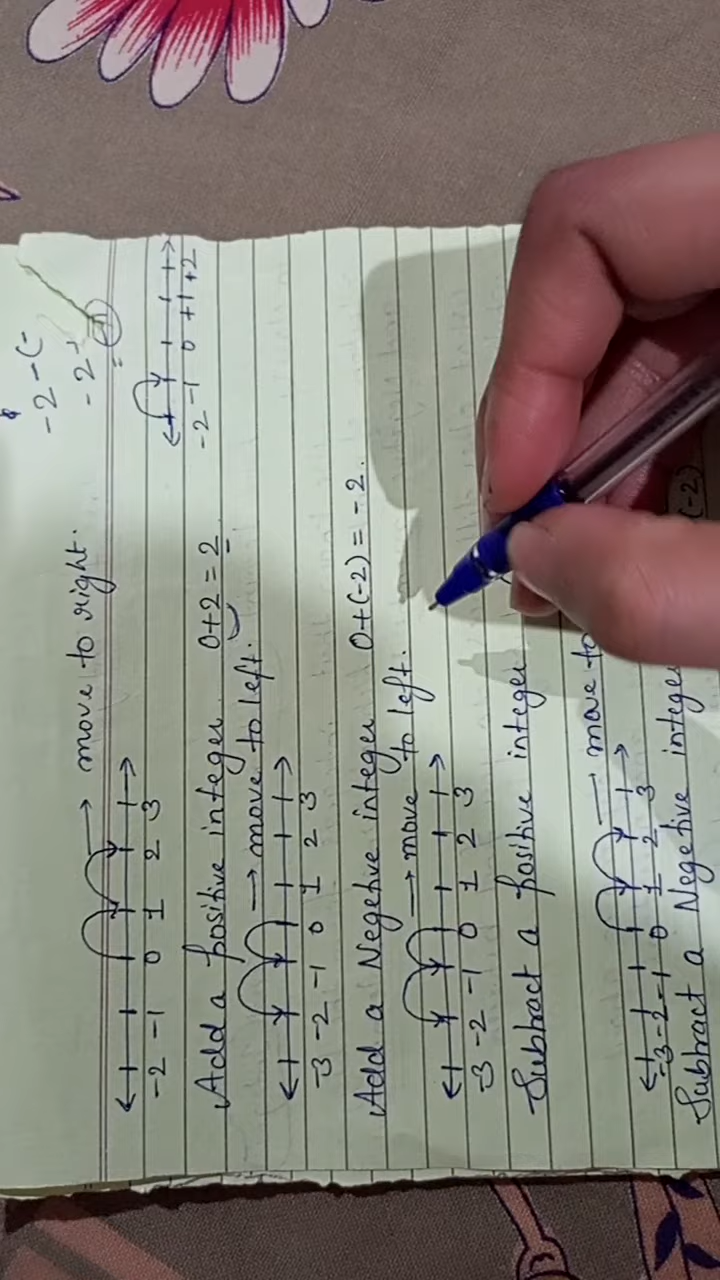 -2-(-
-2+
=
→ move to right.
-2 -1 0 1 2 3
-2 -1 0 +1 +2
Add a positive integer 0+2=2
→ move to left.
-3 -2 -1 0 1 2 3
Add a Negetive integer 0+(-2) = -2.
→ move to left.
-3 -2 -1 0 1 2 3
Subtract a positive integer
→ move to
-3 -2 -1 0 1 2 3
Subtract a Negetive integer
(-2)